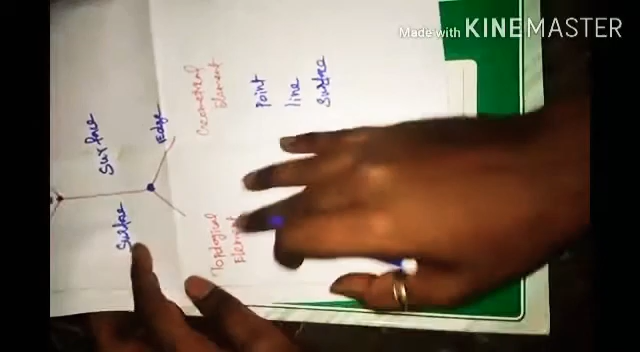 Made with KINEMASTER
Surface
Edge
Surface
Geometrical
Element
Point
line
Surface
Topological
Element